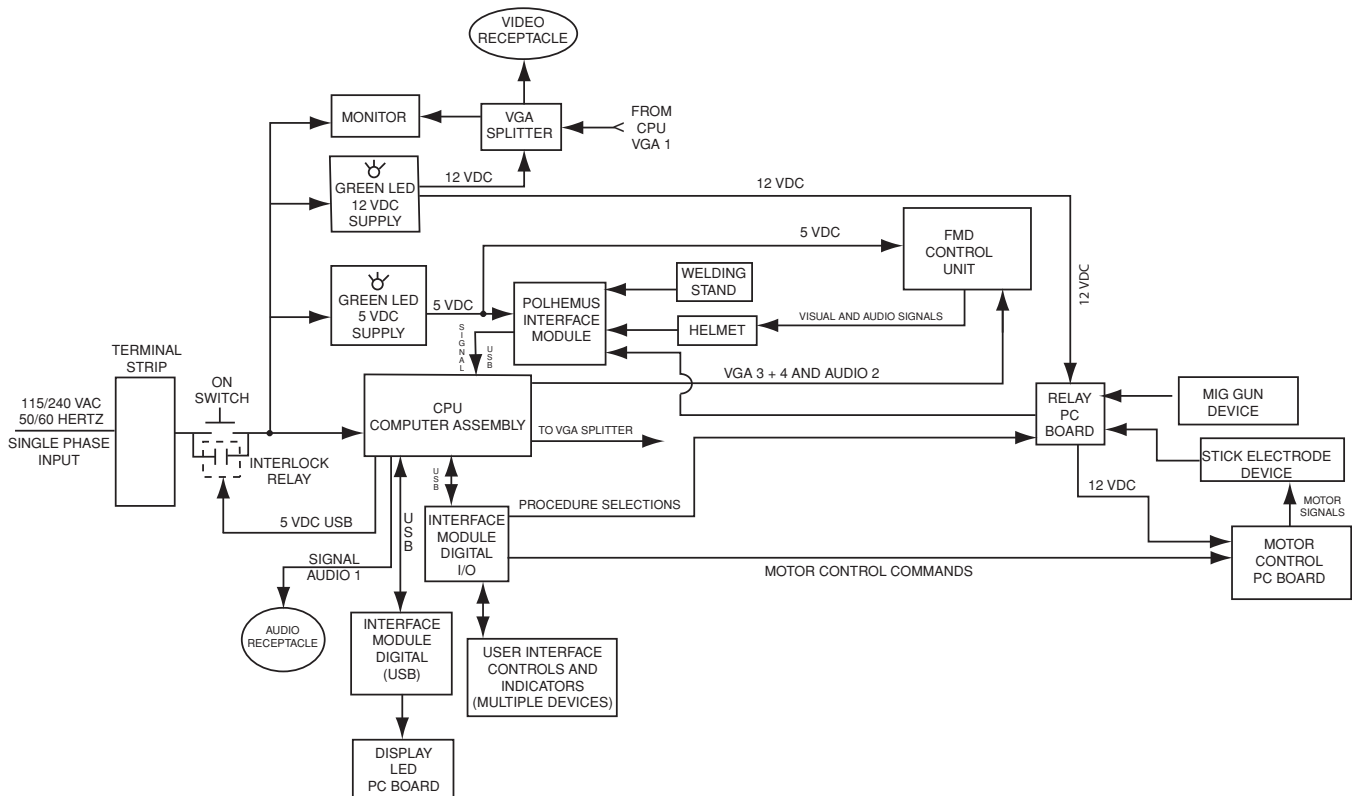 VIDEO
RECEPTACLE
MONITOR
VGA
SPLITTER
FROM
CPU
VGA 1
GREEN LED
12 VDC
SUPPLY
12 VDC
12 VDC
12 VDC
GREEN LED
5 VDC
SUPPLY
5 VDC
5 VDC
FMD
CONTROL
UNIT
POLHEMUS
INTERFACE
MODULE
WELDING
STAND
HELMET
VISUAL AND AUDIO SIGNALS
SIGNAL
USB
TERMINAL
STRIP
115/240 VAC
50/60 HERTZ
SINGLE PHASE
INPUT
ON
SWITCH
INTERLOCK
RELAY
CPU
COMPUTER ASSEMBLY
VGA 3 + 4 AND AUDIO 2
TO VGA SPLITTER
RELAY
PC
BOARD
MIG GUN
DEVICE
STICK ELECTRODE
DEVICE
12 VDC
MOTOR
SIGNALS
MOTOR
CONTROL
PC BOARD
5 VDC USB
SIGNAL
AUDIO 1
AUDIO
RECEPTACLE
USB
USB
INTERFACE
MODULE
DIGITAL
I/O
PROCEDURE SELECTIONS
MOTOR CONTROL COMMANDS
INTERFACE
MODULE
DIGITAL
(USB)
USER INTERFACE
CONTROLS AND
INDICATORS
(MULTIPLE DEVICES)
DISPLAY
LED
PC BOARD